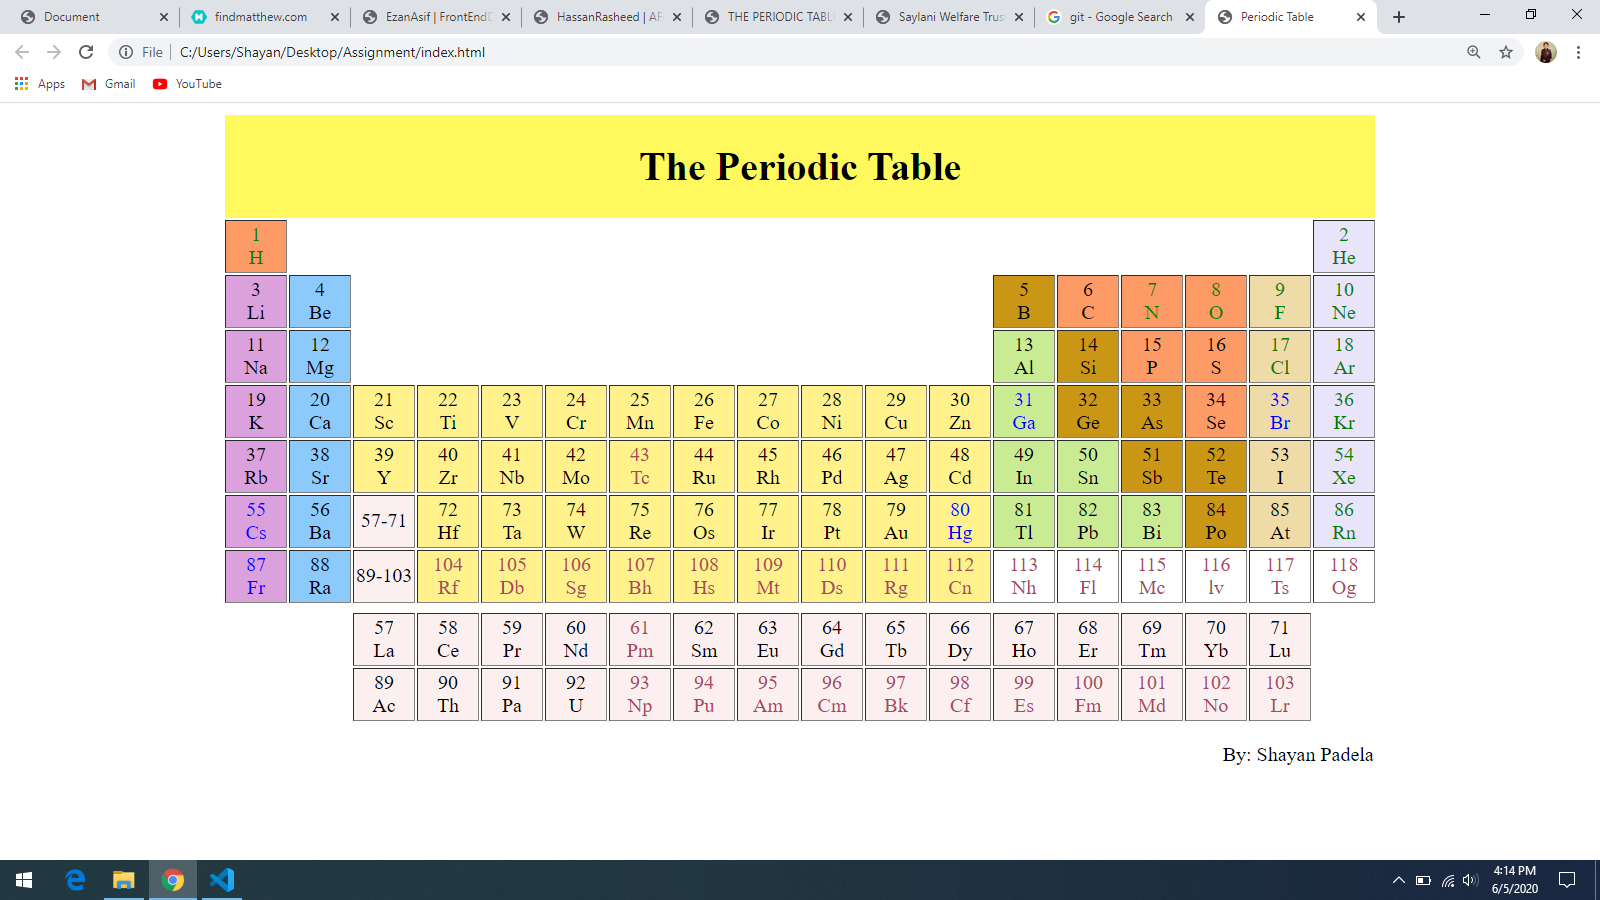 Document findmatthew.com EzanAsif | FrontEndD HassanRasheed | AF THE PERIODIC TABL Saylani Welfare Trus git - Google Search Periodic Table
File C:/Users/Shayan/Desktop/Assignment/index.html
Apps Gmail YouTube
The Periodic Table
1 2
H He
3 4 5 6 7 8 9 10
Li Be B C N O F Ne
11 12 13 14 15 16 17 18
Na Mg Al Si P S Cl Ar
19 20 21 22 23 24 25 26 27 28 29 30 31 32 33 34 35 36
K Ca Sc Ti V Cr Mn Fe Co Ni Cu Zn Ga Ge As Se Br Kr
37 38 39 40 41 42 43 44 45 46 47 48 49 50 51 52 53 54
Rb Sr Y Zr Nb Mo Tc Ru Rh Pd Ag Cd In Sn Sb Te I Xe
55 56 57-71 72 73 74 75 76 77 78 79 80 81 82 83 84 85 86
Cs Ba Hf Ta W Re Os Ir Pt Au Hg Tl Pb Bi Po At Rn
87 88 89-103 104 105 106 107 108 109 110 111 112 113 114 115 116 117 118
Fr Ra Rf Db Sg Bh Hs Mt Ds Rg Cn Nh Fl Mc lv Ts Og
57 58 59 60 61 62 63 64 65 66 67 68 69 70 71
La Ce Pr Nd Pm Sm Eu Gd Tb Dy Ho Er Tm Yb Lu
89 90 91 92 93 94 95 96 97 98 99 100 101 102 103
Ac Th Pa U Np Pu Am Cm Bk Cf Es Fm Md No Lr
By: Shayan Padela
4:14 PM
6/5/2020